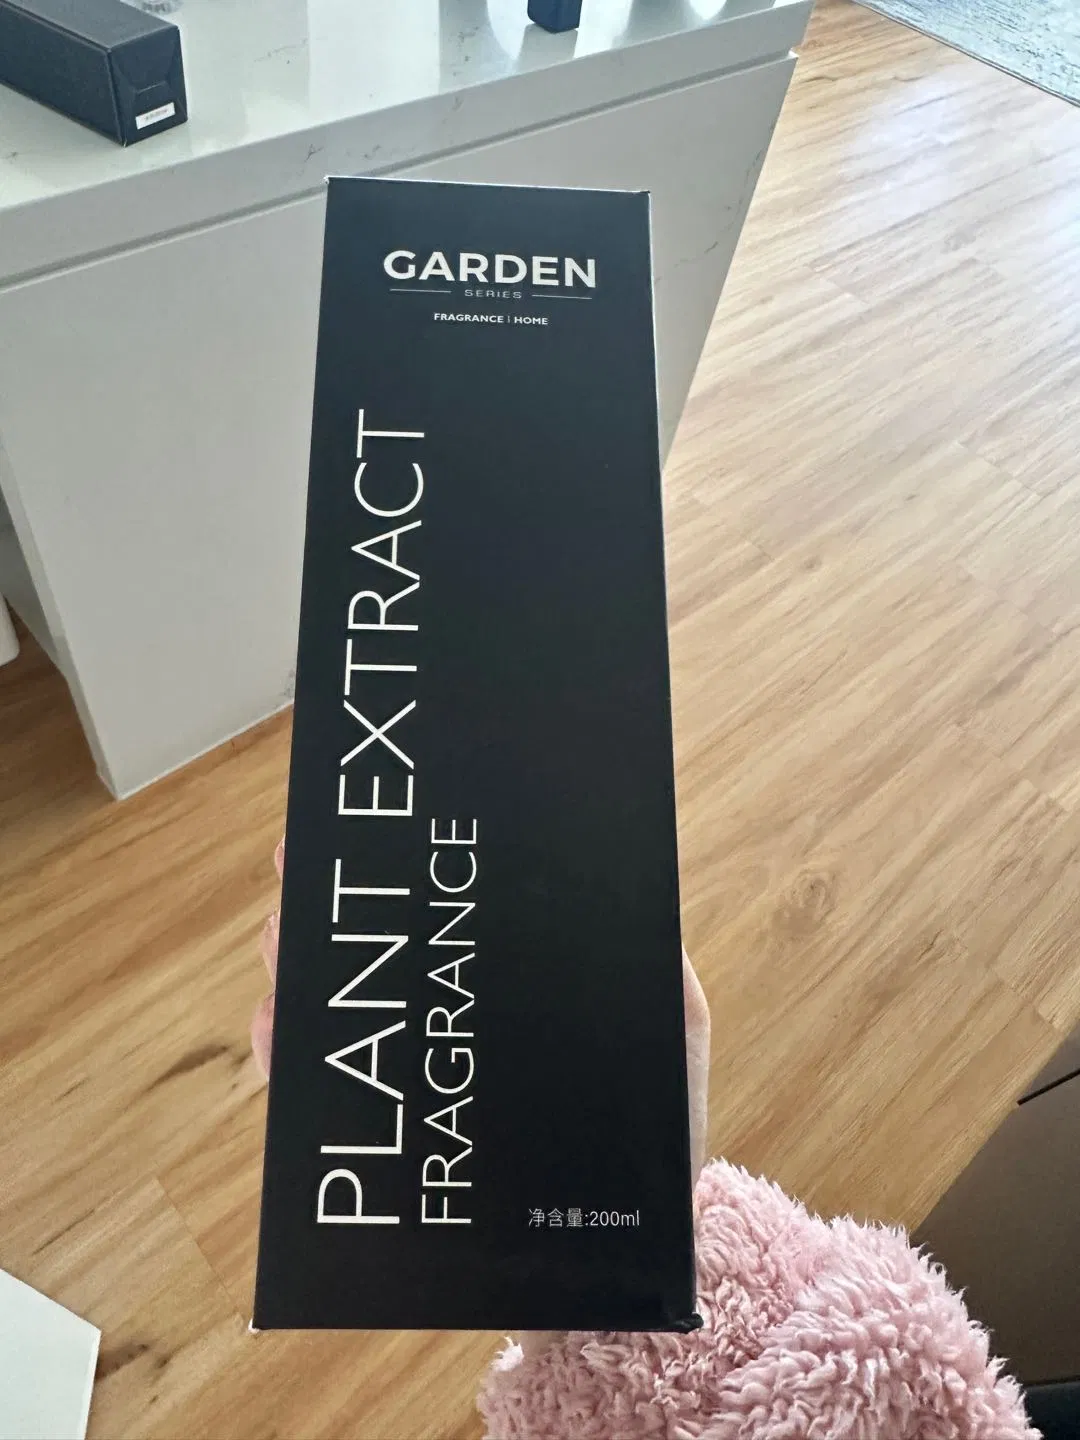 GARDEN
SERIES
FRAGRANCE | HOME
PLANT EXTRACT
FRAGRANCE
净含量:200ml